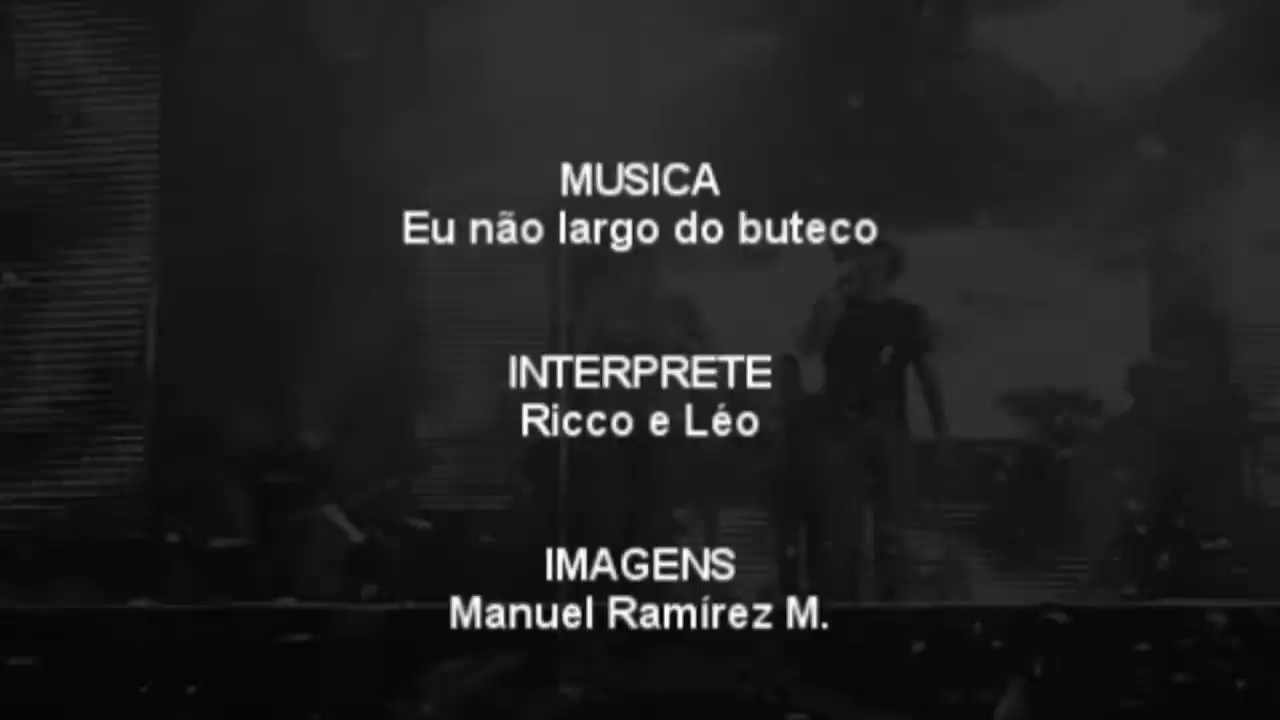 MUSICA
Eu não largo do buteco
INTERPRETE
Ricco e Léo
IMAGENS
Manuel Ramírez M.